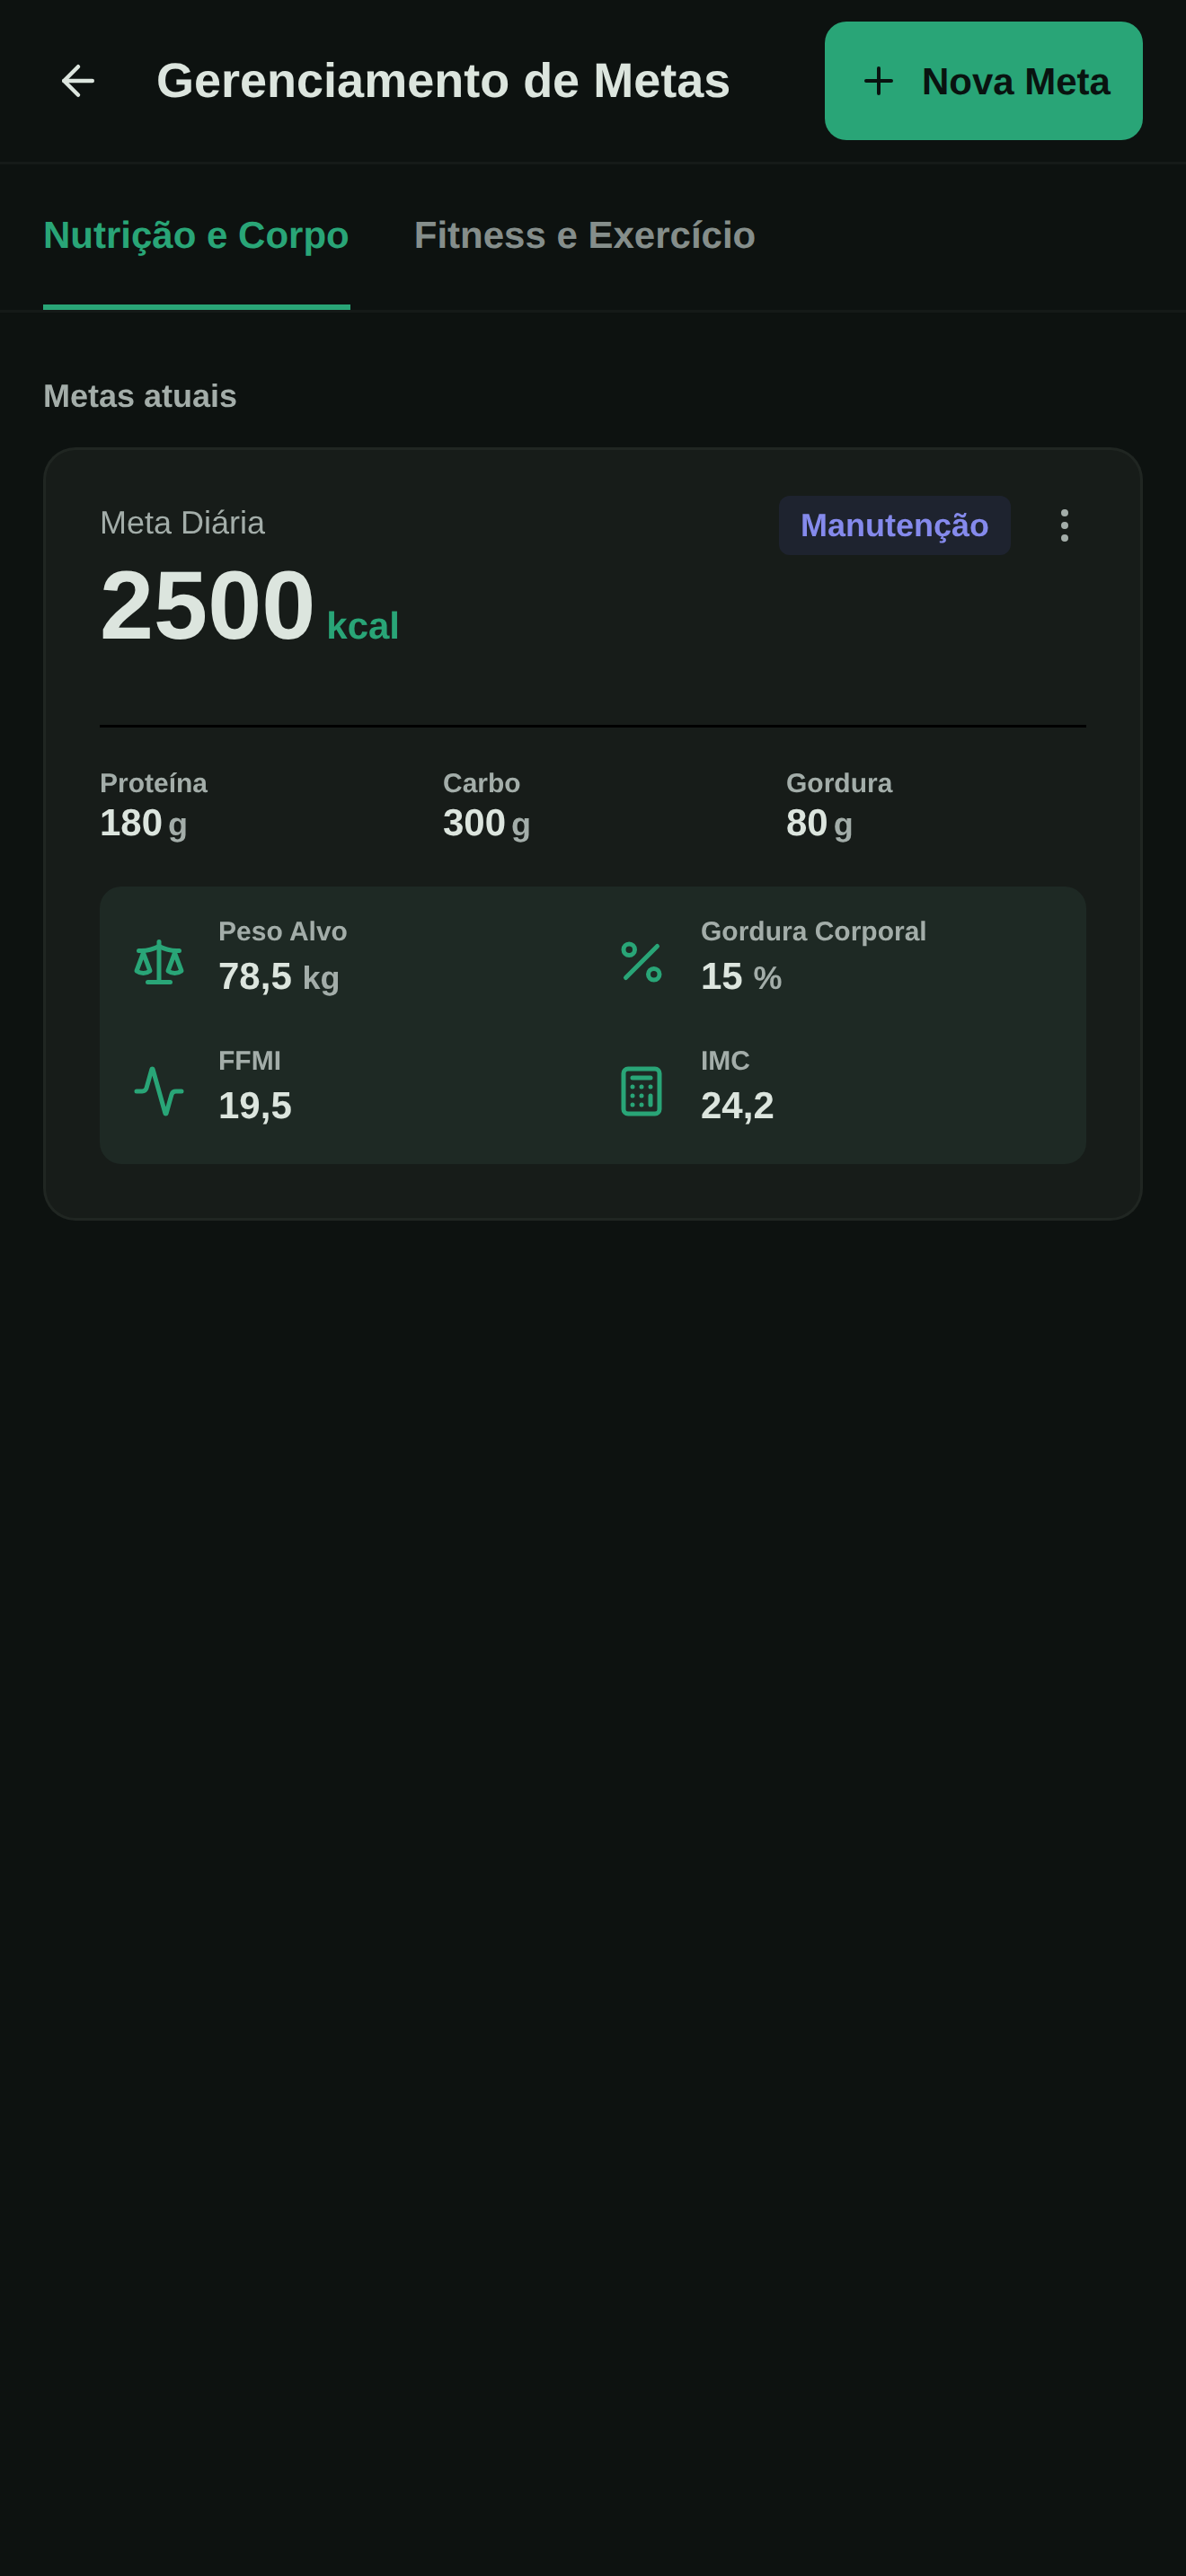 Gerenciamento de Metas
Nova Meta
Nutrição e Corpo
Fitness e Exercício
Metas atuais
Meta Diária
Manutenção
2500 kcal
Proteína
Carbo
Gordura
180 g
300 g
80 g
Peso Alvo
Gordura Corporal
78,5 kg
15 %
FFMI
IMC
19,5
24,2